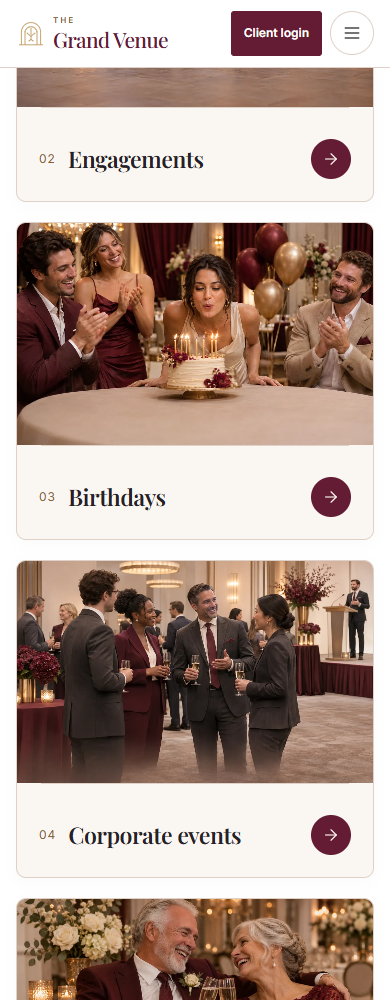 THE
Grand Venue
Client login
02 Engagements
03 Birthdays
04 Corporate events